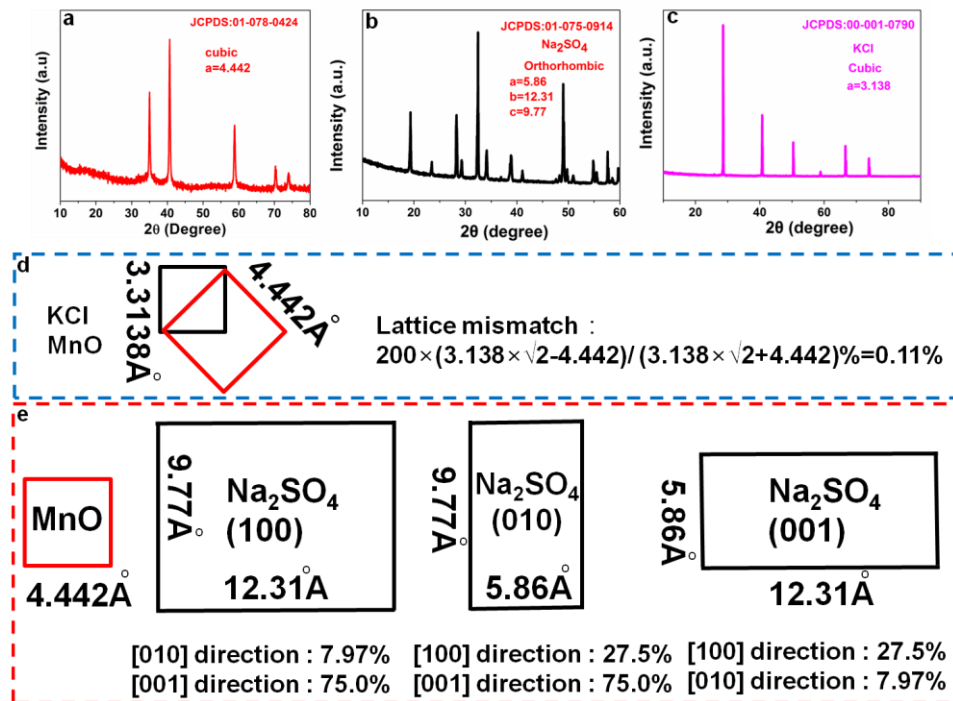 a
JCPDS:01-078-0424
cubic
a=4.442
Intensity (a.u)
10 20 30 40 50 60 70 80
2θ (Degree)
b
JCPDS:01-075-0914
Na₂SO₄
Orthorhombic
a=5.86
b=12.31
c=9.77
Intensity (a.u.)
10 20 30 40 50 60
2θ (degree)
c
JCPDS:00-001-0790
KCl
Cubic
a=3.138
Intensity (a.u.)
20 40 60 80
2θ (degree)
d
KCl
MnO
3.3138Å
4.442Å
Lattice mismatch :
200×(3.138×√2-4.442)/ (3.138×√2+4.442)%=0.11%
e
MnO
4.442Å
9.77Å
Na₂SO₄
(100)
12.31Å
[010] direction : 7.97%
[001] direction : 75.0%
9.77Å
Na₂SO₄
(010)
5.86Å
[100] direction : 27.5%
[001] direction : 75.0%
5.86Å
Na₂SO₄
(001)
12.31Å
[100] direction : 27.5%
[010] direction : 7.97%